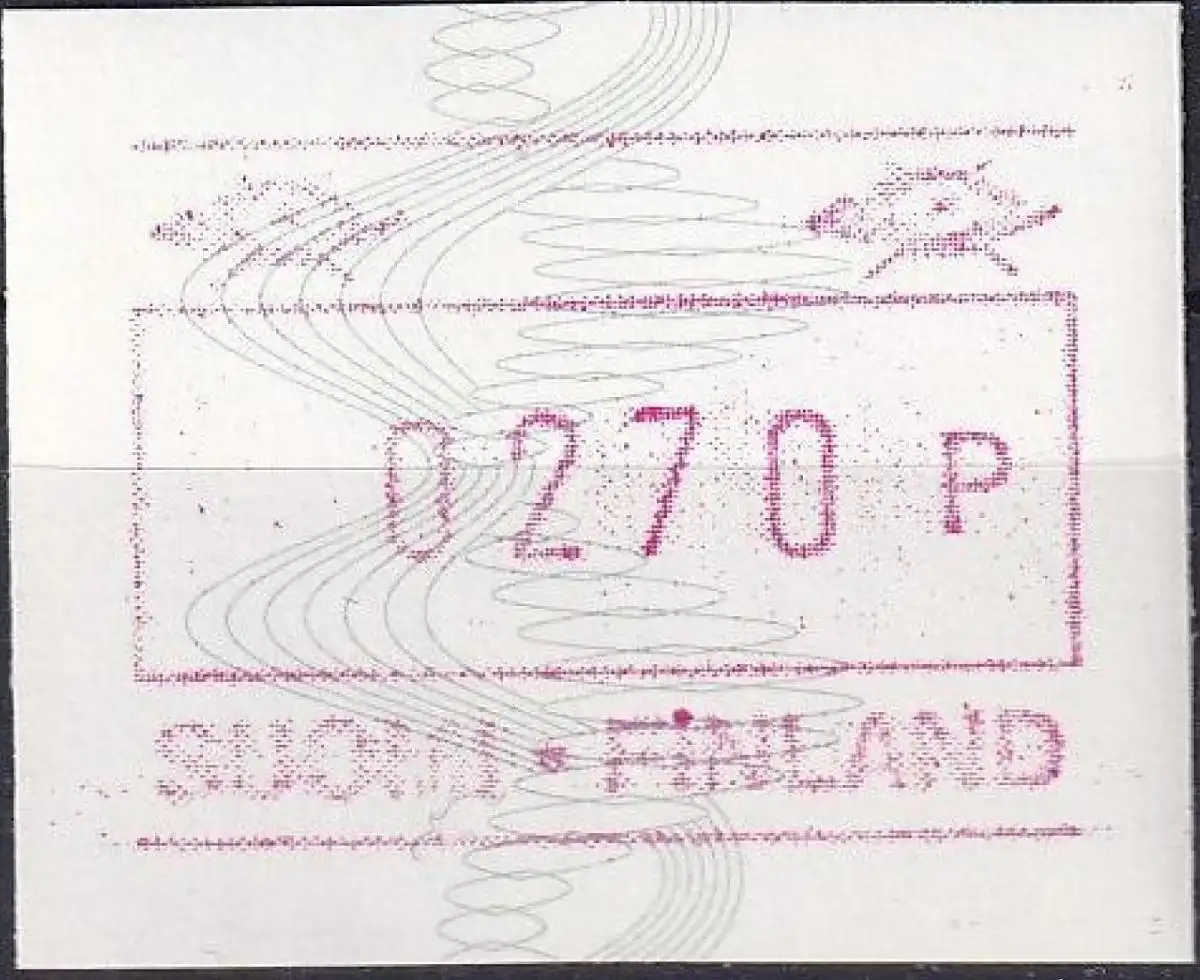 0270 P
SUOMI • FINLAND